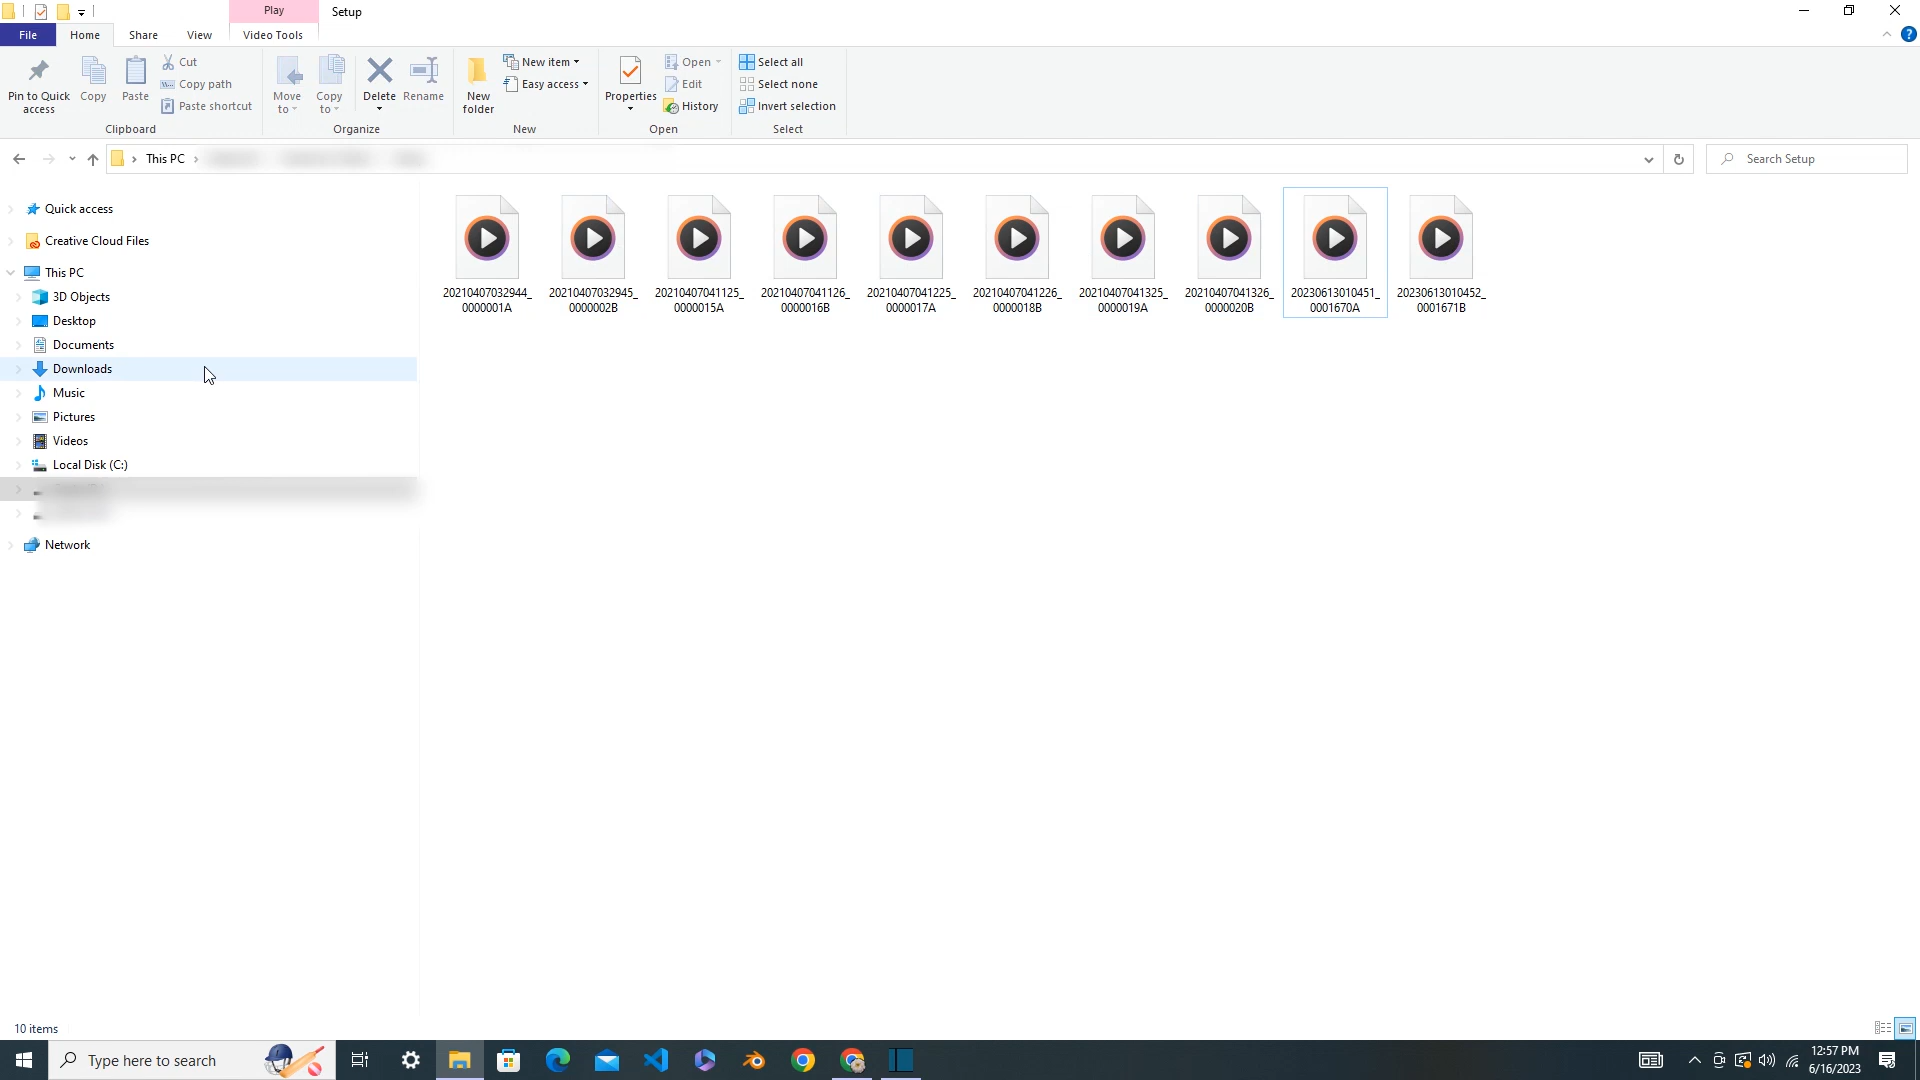 Play
Setup
File
Home
Share
View
Video Tools
Pin to Quick
access
Copy
Paste
Cut
Copy path
Paste shortcut
Clipboard
Move
to
Copy
to
Delete
Rename
Organize
New
folder
New item
Easy access
New
Properties
Open
Edit
History
Open
Select all
Select none
Invert selection
Select
This PC
Search Setup
Quick access
Creative Cloud Files
This PC
3D Objects
Desktop
Documents
Downloads
Music
Pictures
Videos
Local Disk (C:)
Network
20210407032944_
0000001A
20210407032945_
0000002B
20210407041125_
0000015A
20210407041126_
0000016B
20210407041225_
0000017A
20210407041226_
0000018B
20210407041325_
0000019A
20210407041326_
0000020B
20230613010451_
0001670A
20230613010452_
0001671B
10 items
Type here to search
12:57 PM
6/16/2023